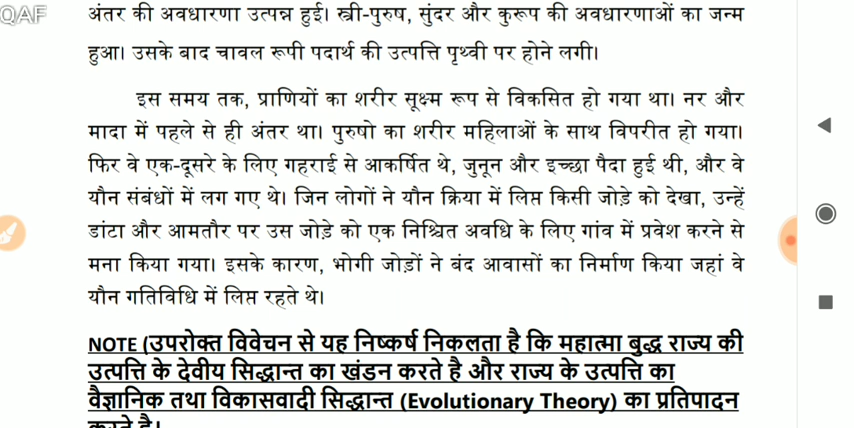 QAF
अंतर की अवधारणा उत्पन्न हुई। स्त्री-पुरुष, सुंदर और कुरूप की अवधारणाओं का जन्म
हुआ। उसके बाद चावल रूपी पदार्थ की उत्पत्ति पृथ्वी पर होने लगी।
इस समय तक, प्राणियों का शरीर सूक्ष्म रूप से विकसित हो गया था। नर और
मादा में पहले से ही अंतर था। पुरुषो का शरीर महिलाओं के साथ विपरीत हो गया।
फिर वे एक-दूसरे के लिए गहराई से आकर्षित थे, जुनून और इच्छा पैदा हुई थी, और वे
यौन संबंधों में लग गए थे। जिन लोगों ने यौन क्रिया में लिप्त किसी जोड़े को देखा, उन्हें
डांटा और आमतौर पर उस जोड़े को एक निश्चित अवधि के लिए गांव में प्रवेश करने से
मना किया गया। इसके कारण, भोगी जोड़ों ने बंद आवासों का निर्माण किया जहां वे
यौन गतिविधि में लिप्त रहते थे।
NOTE (उपरोक्त विवेचन से यह निष्कर्ष निकलता है कि महात्मा बुद्ध राज्य की
उत्पत्ति के देवीय सिद्धान्त का खंडन करते है और राज्य के उत्पत्ति का
वैज्ञानिक तथा विकासवादी सिद्धान्त (Evolutionary Theory) का प्रतिपादन
करते है।